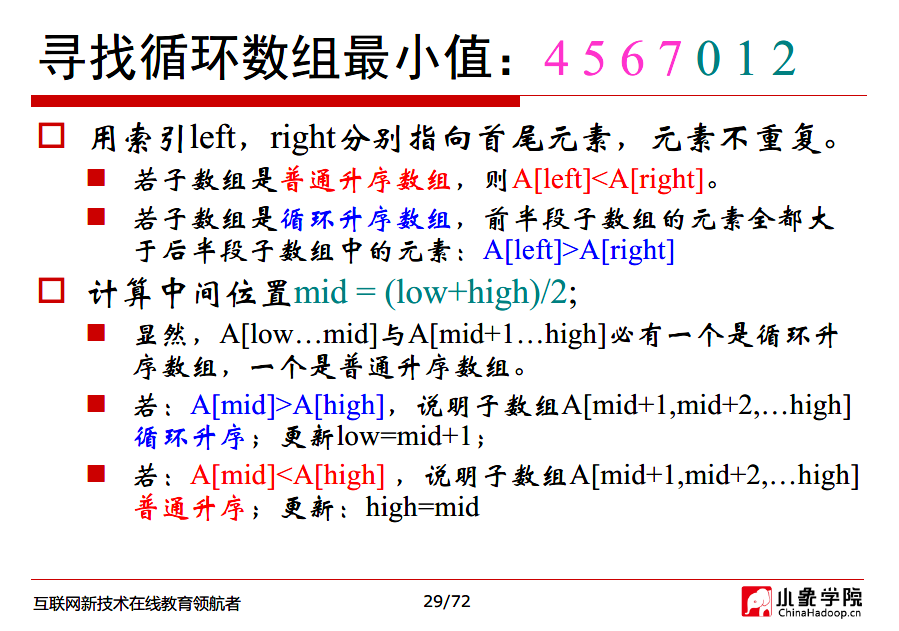 寻找循环数组最小值：4 5 6 7 0 1 2
用索引left，right分别指向首尾元素，元素不重复。
若子数组是普通升序数组，则A[left]<A[right]。
若子数组是循环升序数组，前半段子数组的元素全部大
于后半段子数组中的元素：A[left]>A[right]
计算中间位置mid = (low+high)/2;
显然，A[low…mid]与A[mid+1…high]必有一个是循环升
序数组，一个是普通升序数组。
若：A[mid]>A[high]，说明子数组A[mid+1,mid+2,…high]
循环升序；更新low=mid+1；
若：A[mid]<A[high]，说明子数组A[mid+1,mid+2,…high]
普通升序；更新：high=mid
互联网新技术在线教育领航者
29/72
小象学院
ChinaHadoop.cn